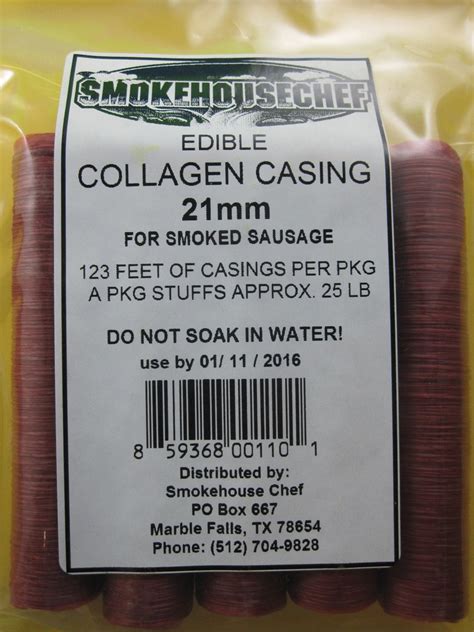 SMOKEHOUSECHEF
EDIBLE
COLLAGEN CASING
21mm
FOR SMOKED SAUSAGE
123 FEET OF CASINGS PER PKG
A PKG STUFFS APPROX. 25 LB
DO NOT SOAK IN WATER!
use by 01/ 11 / 2016
8 59368 00110 1
Distributed by:
Smokehouse Chef
PO Box 667
Marble Falls, TX 78654
Phone: (512) 704-9828